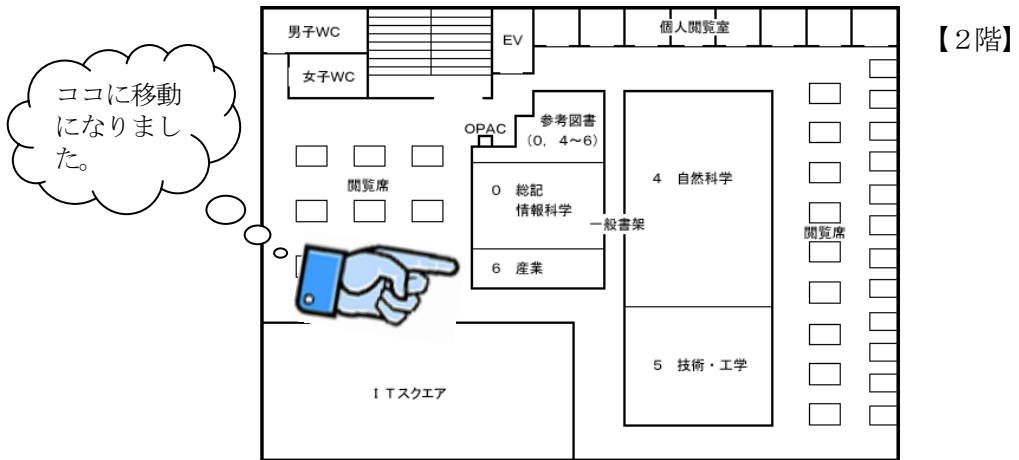 男子WC
EV
個人閲覧室
【２階】
女子WC
ココに移動
になりまし
た。
OPAC
参考図書
（0，4～6）
閲覧席
0　総記
情報科学
4　自然科学
一般書架
閲覧席
6　産業
5　技術・工学
ＩＴスクエア